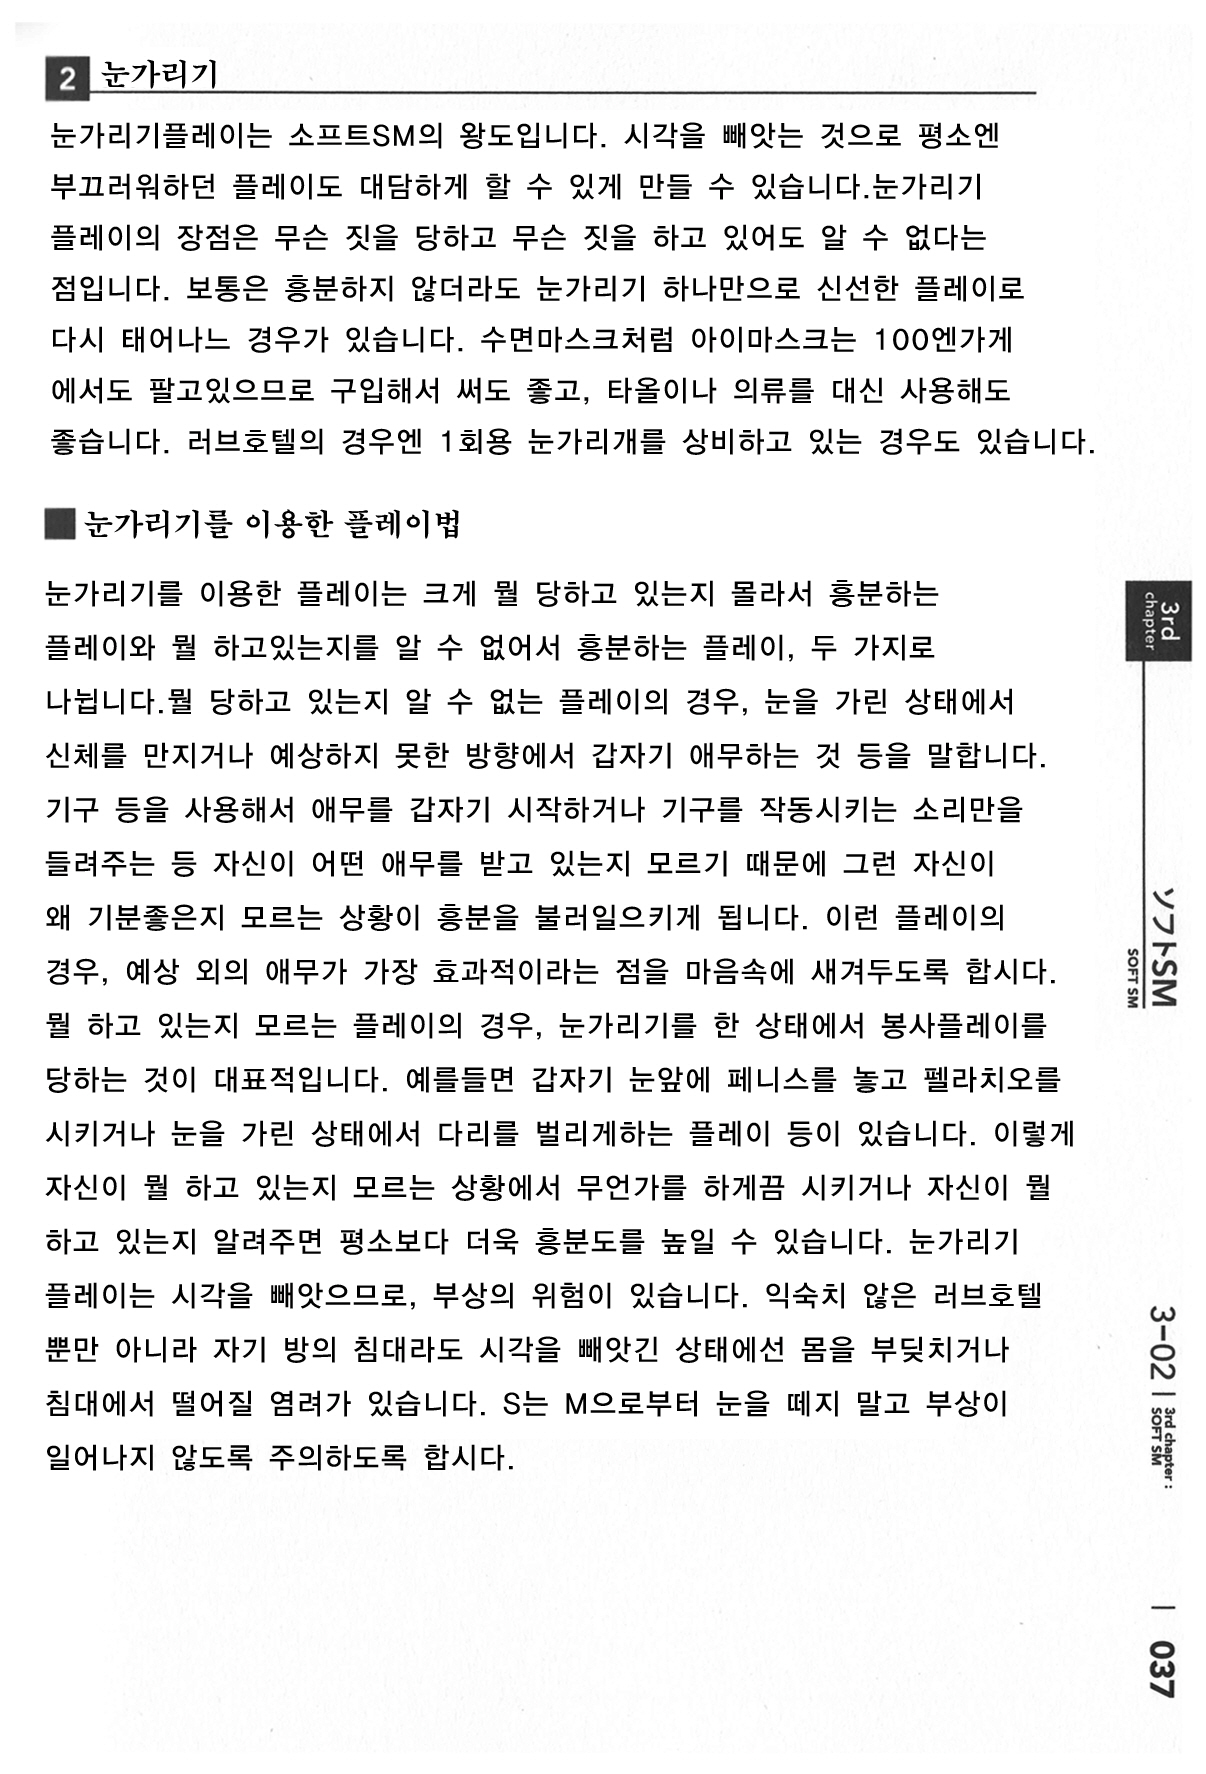 2 눈가리기
눈가리기플레이는 소프트SM의 왕도입니다. 시각을 빼앗는 것으로 평소엔
부끄러워하던 플레이도 대담하게 할 수 있게 만들 수 있습니다.눈가리기
플레이의 장점은 무슨 짓을 당하고 무슨 짓을 하고 있어도 알 수 없다는
점입니다. 보통은 흥분하지 않더라도 눈가리기 하나만으로 신선한 플레이로
다시 태어나느 경우가 있습니다. 수면마스크처럼 아이마스크는 100엔가게
에서도 팔고있으므로 구입해서 써도 좋고, 타올이나 의류를 대신 사용해도
좋습니다. 러브호텔의 경우엔 1회용 눈가리개를 상비하고 있는 경우도 있습니다.
눈가리기를 이용한 플레이법
눈가리기를 이용한 플레이는 크게 뭘 당하고 있는지 몰라서 흥분하는
플레이와 뭘 하고있는지를 알 수 없어서 흥분하는 플레이, 두 가지로
나뉩니다.뭘 당하고 있는지 알 수 없는 플레이의 경우, 눈을 가린 상태에서
신체를 만지거나 예상하지 못한 방향에서 갑자기 애무하는 것 등을 말합니다.
기구 등을 사용해서 애무를 갑자기 시작하거나 기구를 작동시키는 소리만을
들려주는 등 자신이 어떤 애무를 받고 있는지 모르기 때문에 그런 자신이
왜 기분좋은지 모르는 상황이 흥분을 불러일으키게 됩니다. 이런 플레이의
경우, 예상 외의 애무가 가장 효과적이라는 점을 마음속에 새겨두도록 합시다.
뭘 하고 있는지 모르는 플레이의 경우, 눈가리기를 한 상태에서 봉사플레이를
당하는 것이 대표적입니다. 예를들면 갑자기 눈앞에 페니스를 놓고 펠라치오를
시키거나 눈을 가린 상태에서 다리를 벌리게하는 플레이 등이 있습니다. 이렇게
자신이 뭘 하고 있는지 모르는 상황에서 무언가를 하게끔 시키거나 자신이 뭘
하고 있는지 알려주면 평소보다 더욱 흥분도를 높일 수 있습니다. 눈가리기
플레이는 시각을 빼앗으므로, 부상의 위험이 있습니다. 익숙치 않은 러브호텔
뿐만 아니라 자기 방의 침대라도 시각을 빼앗긴 상태에선 몸을 부딪치거나
침대에서 떨어질 염려가 있습니다. S는 M으로부터 눈을 떼지 말고 부상이
일어나지 않도록 주의하도록 합시다.
3rd
chapter
ソフトSM
SOFT SM
3-02
3rd chapter :
SOFT SM
037